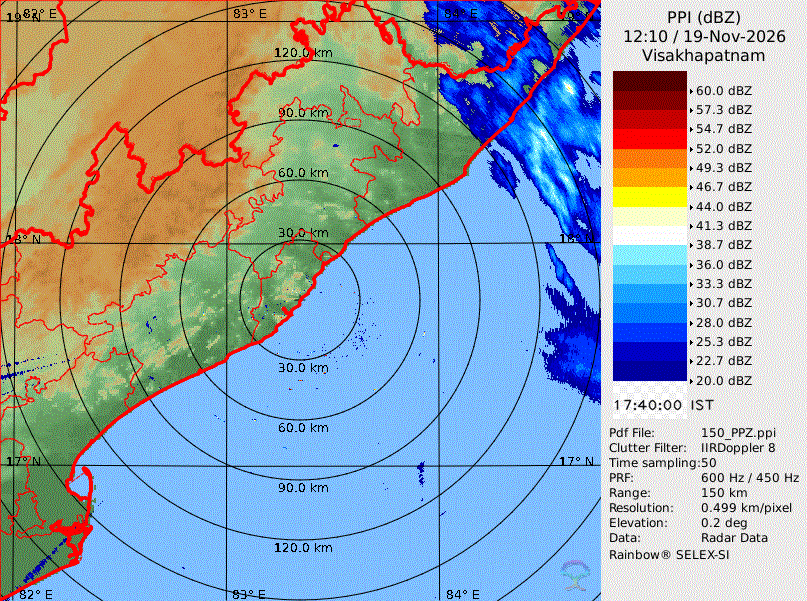 82° E
83° E
84° E
19° N
120.0 km
90.0 km
60.0 km
30.0 km
18° N
18° N
30.0 km
60.0 km
17° N
17° N
90.0 km
120.0 km
82° E
83° E
84° E
PPI (dBZ)
12:10 / 19-Nov-2026
Visakhapatnam
60.0 dBZ
57.3 dBZ
54.7 dBZ
52.0 dBZ
49.3 dBZ
46.7 dBZ
44.0 dBZ
41.3 dBZ
38.7 dBZ
36.0 dBZ
33.3 dBZ
30.7 dBZ
28.0 dBZ
25.3 dBZ
22.7 dBZ
20.0 dBZ
17:40:00 IST
Pdf File: 150_PPZ.ppi
Clutter Filter: IIRDoppler 8
Time sampling:50
PRF: 600 Hz / 450 Hz
Range: 150 km
Resolution: 0.499 km/pixel
Elevation: 0.2 deg
Data: Radar Data
Rainbow® SELEX-SI